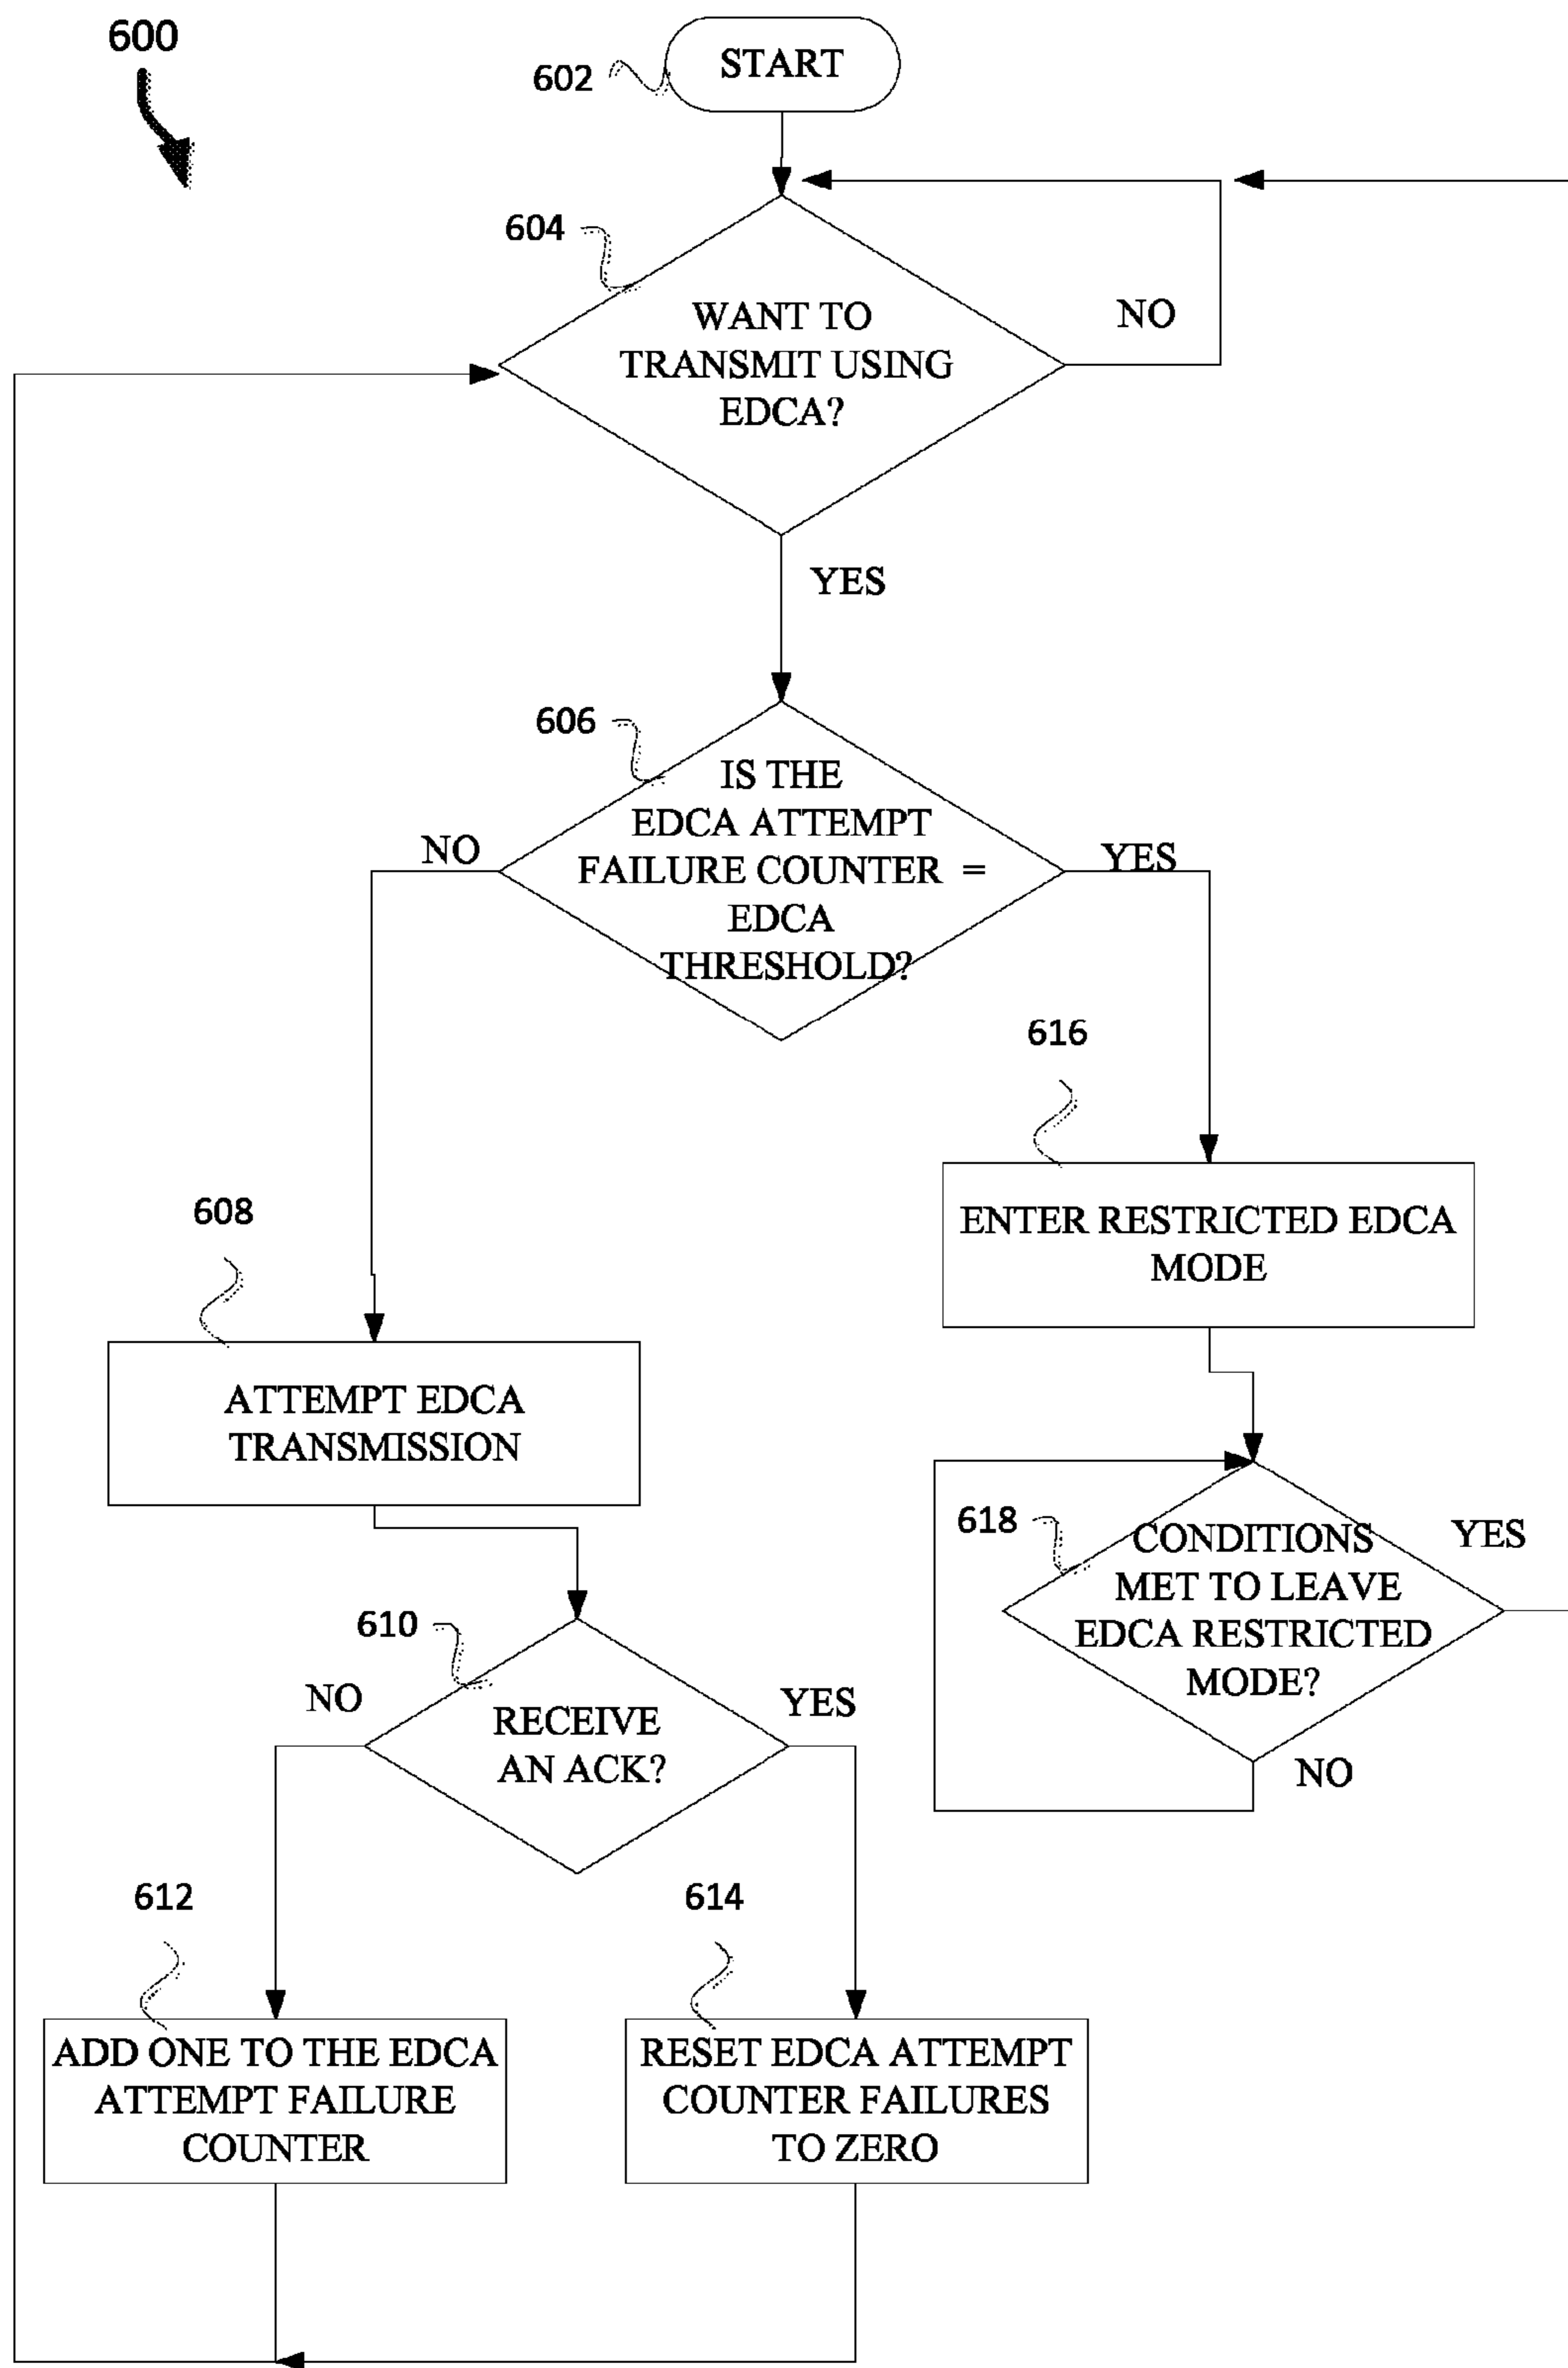 600
START
602
604
WANT TO
TRANSMIT USING
EDCA?
NO
YES
606
IS THE
EDCA ATTEMPT
FAILURE COUNTER =
EDCA
THRESHOLD?
NO
YES
616
ENTER RESTRICTED EDCA
MODE
608
ATTEMPT EDCA
TRANSMISSION
618
CONDITIONS
MET TO LEAVE
EDCA RESTRICTED
MODE?
YES
NO
610
RECEIVE
AN ACK?
NO
YES
612
ADD ONE TO THE EDCA
ATTEMPT FAILURE
COUNTER
614
RESET EDCA ATTEMPT
COUNTER FAILURES
TO ZERO